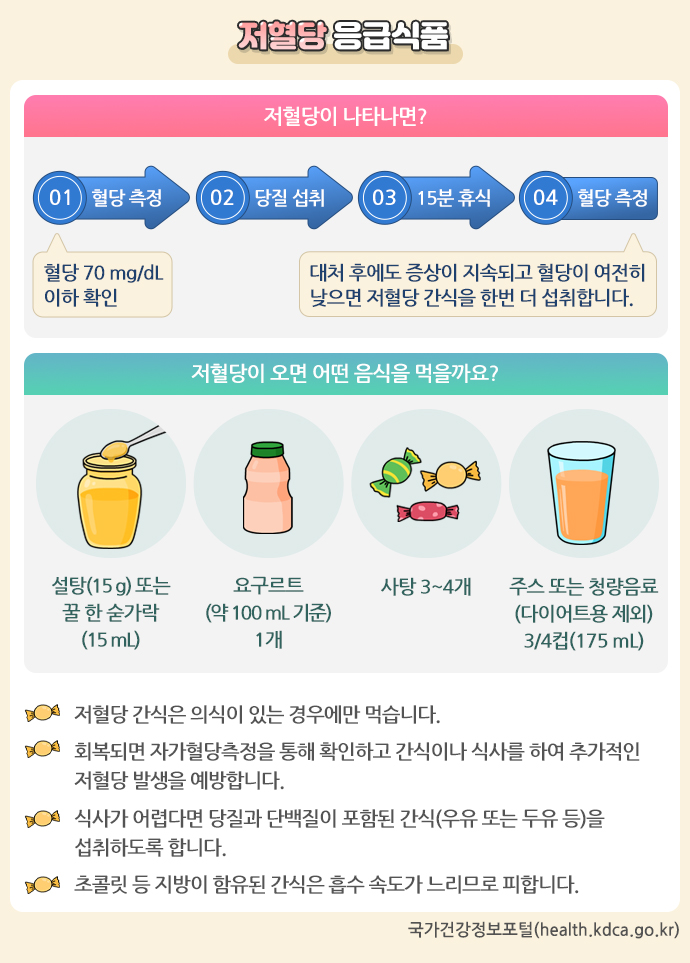 저혈당 응급식품
저혈당이 나타나면?
01 혈당 측정
02 당질 섭취
03 15분 휴식
04 혈당 측정
혈당 70 mg/dL
이하 확인
대처 후에도 증상이 지속되고 혈당이 여전히
낮으면 저혈당 간식을 한번 더 섭취합니다.
저혈당이 오면 어떤 음식을 먹을까요?
설탕(15 g) 또는
꿀 한 숟가락
(15 mL)
요구르트
(약 100 mL 기준)
1개
사탕 3~4개
주스 또는 청량음료
(다이어트용 제외)
3/4컵(175 mL)
저혈당 간식은 의식이 있는 경우에만 먹습니다.
회복되면 자가혈당측정을 통해 확인하고 간식이나 식사를 하여 추가적인
저혈당 발생을 예방합니다.
식사가 어렵다면 당질과 단백질이 포함된 간식(우유 또는 두유 등)을
섭취하도록 합니다.
초콜릿 등 지방이 함유된 간식은 흡수 속도가 느리므로 피합니다.
국가건강정보포털(health.kdca.go.kr)